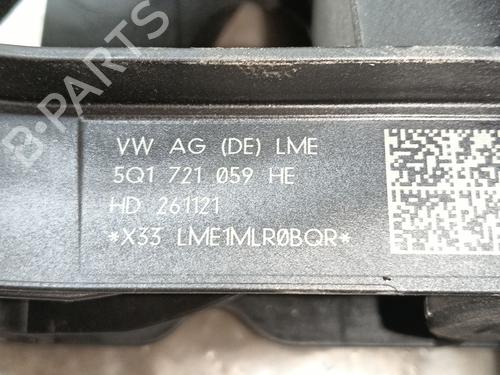 B-PARTS
VW AG (DE) LME
5Q1 721 059 HE
HD 261121
*X33 LME1MLR0BQR*